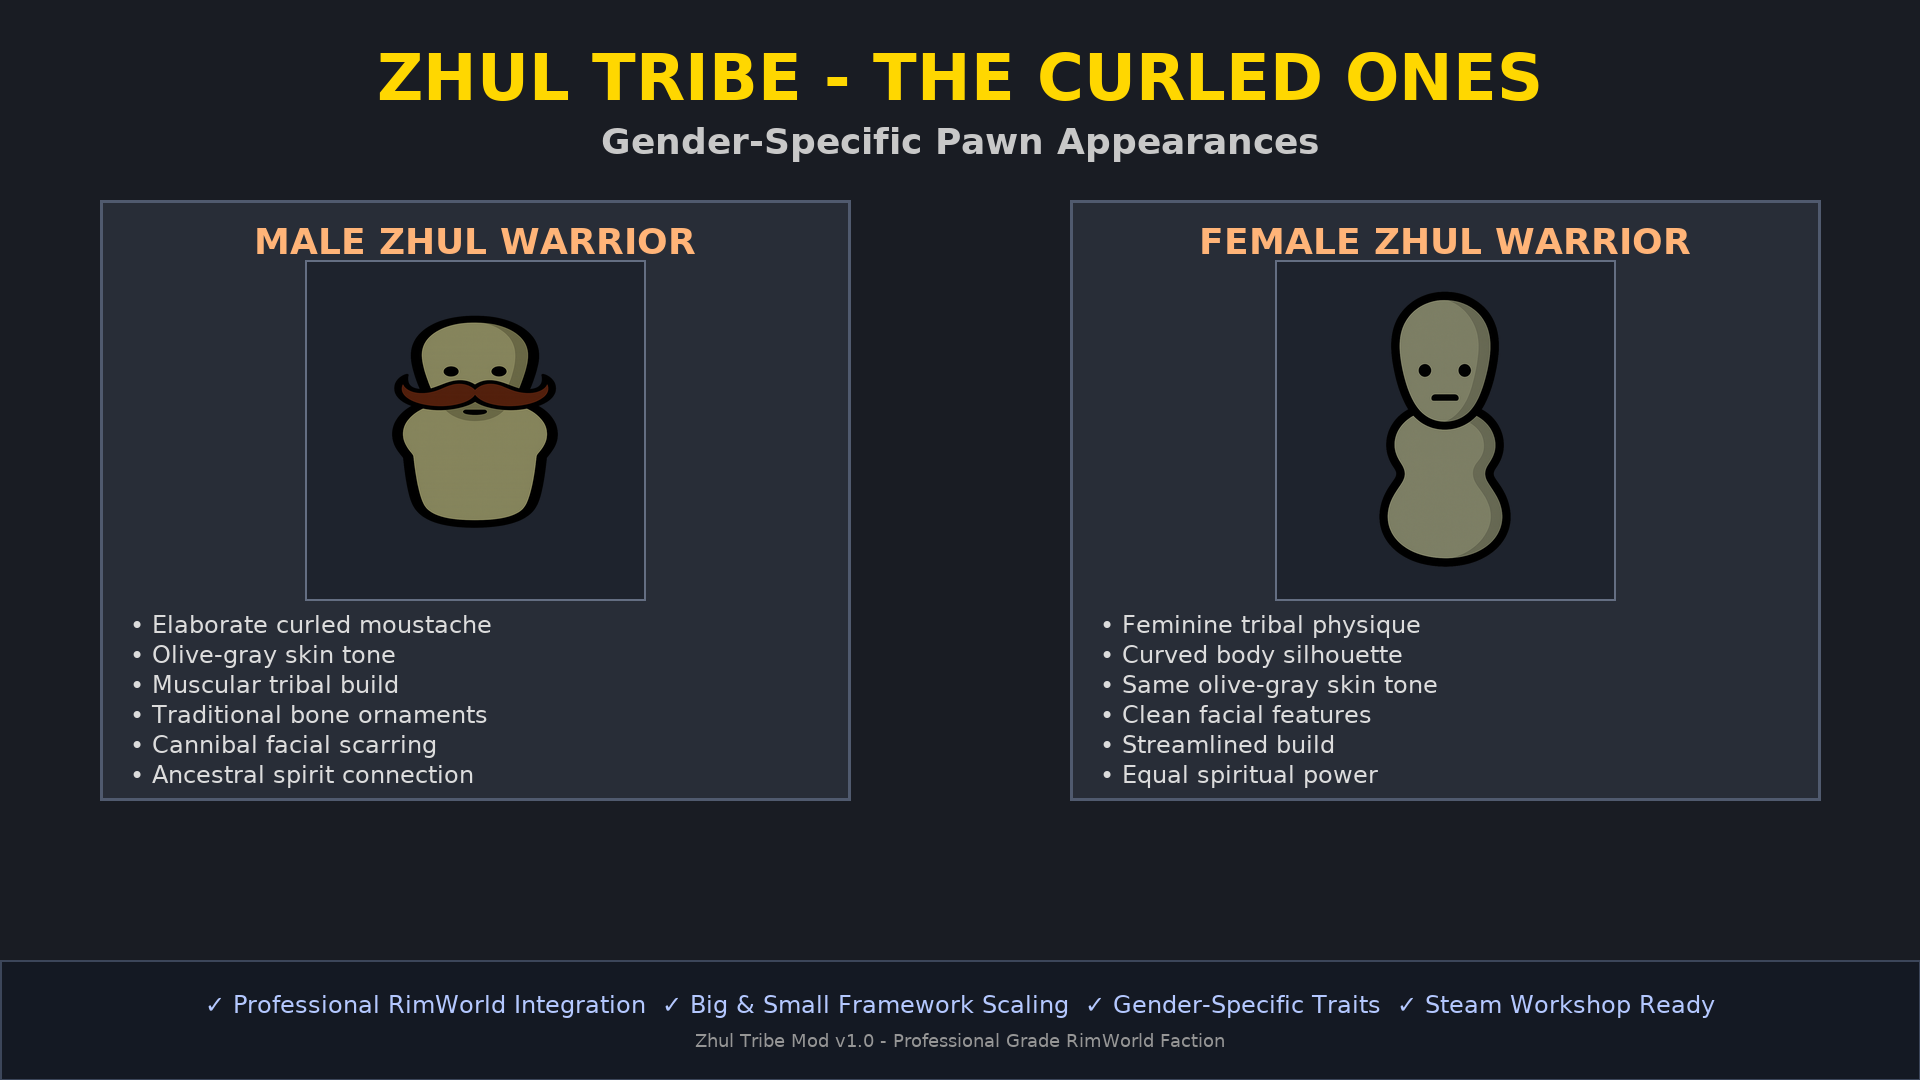 ZHUL TRIBE - THE CURLED ONES
Gender-Specific Pawn Appearances
MALE ZHUL WARRIOR
• Elaborate curled moustache
• Olive-gray skin tone
• Muscular tribal build
• Traditional bone ornaments
• Cannibal facial scarring
• Ancestral spirit connection
FEMALE ZHUL WARRIOR
• Feminine tribal physique
• Curved body silhouette
• Same olive-gray skin tone
• Clean facial features
• Streamlined build
• Equal spiritual power
✓ Professional RimWorld Integration ✓ Big & Small Framework Scaling ✓ Gender-Specific Traits ✓ Steam Workshop Ready
Zhul Tribe Mod v1.0 - Professional Grade RimWorld Faction